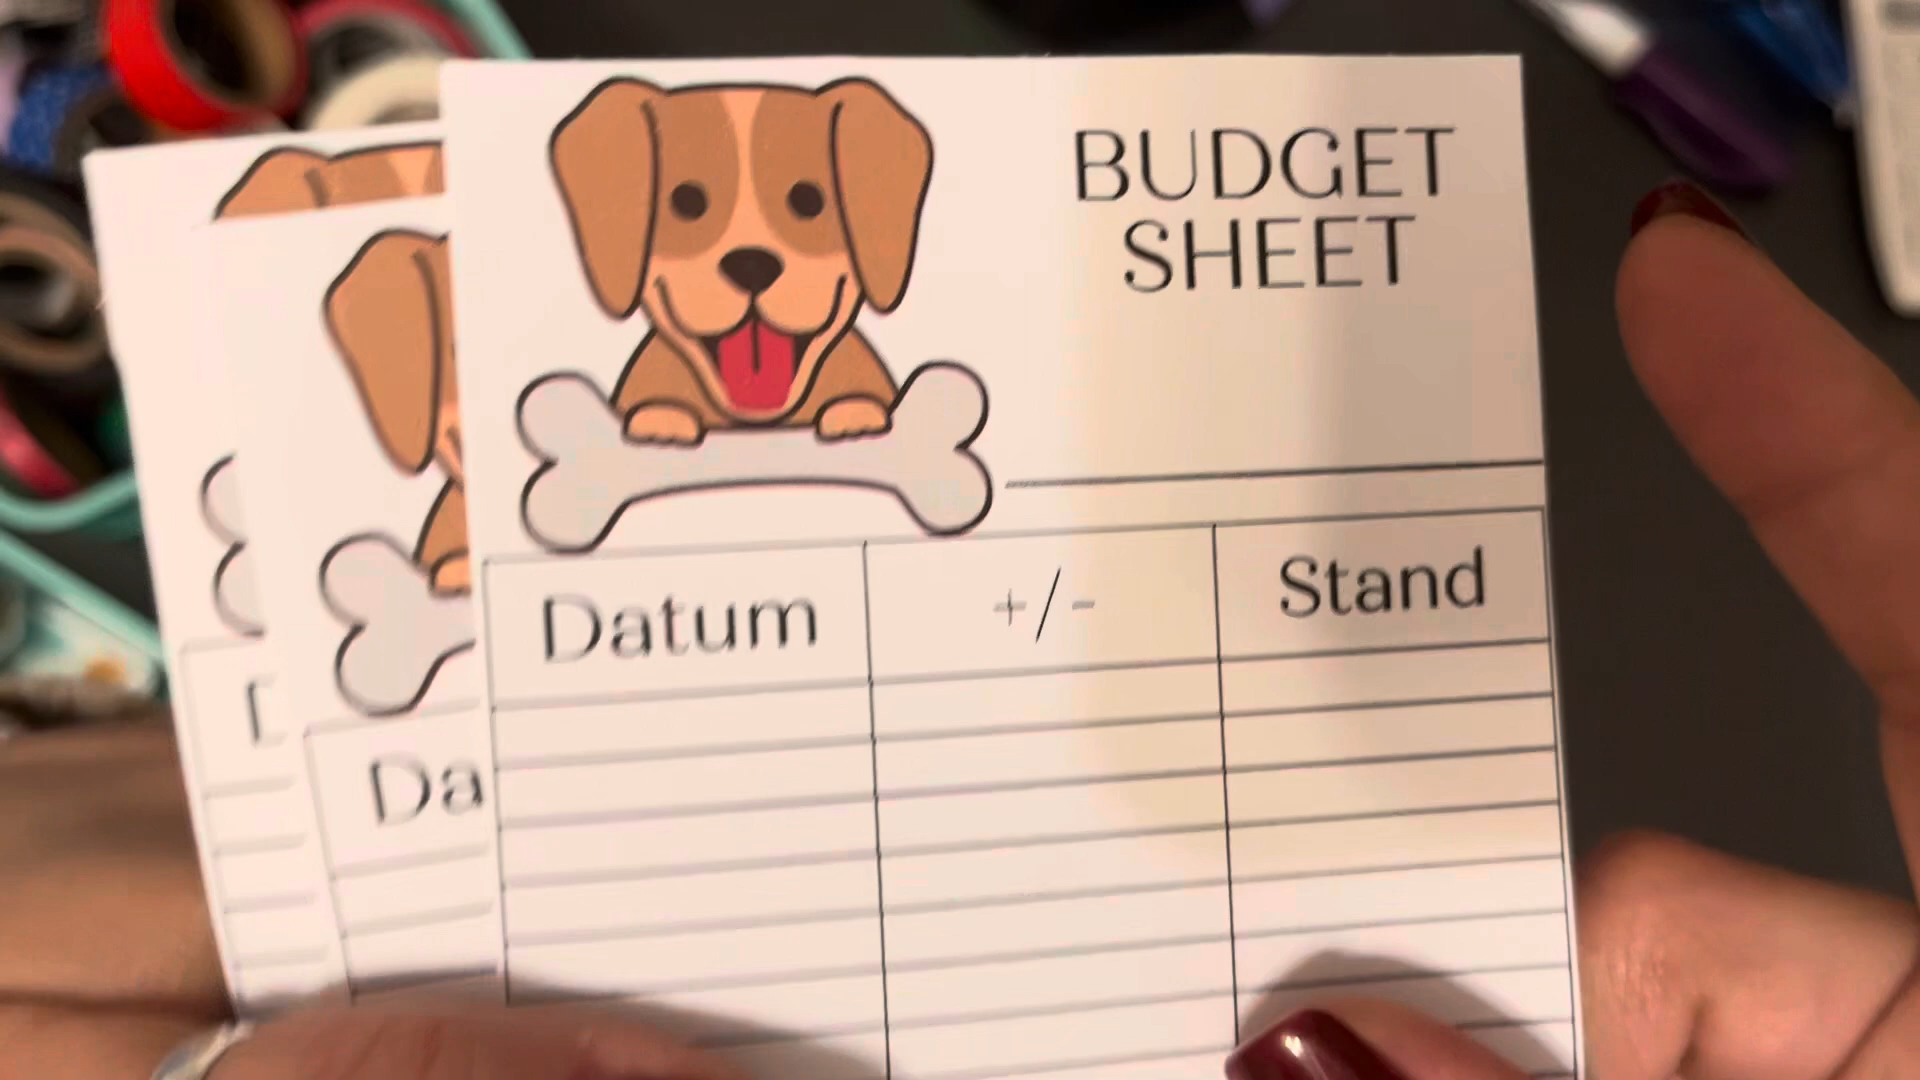 BUDGET
SHEET
Datum
+/-
Stand
Da
D